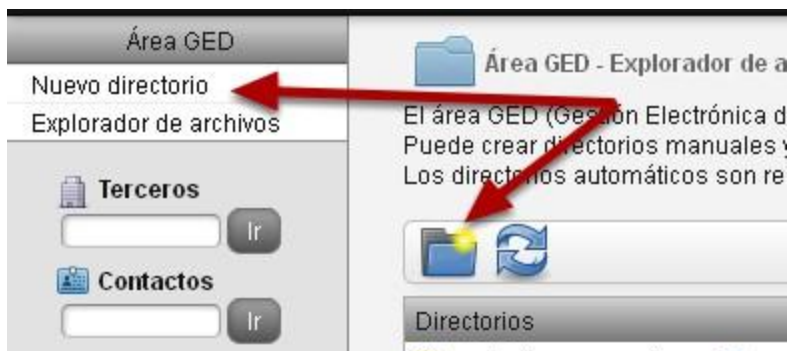 Área GED
Nuevo directorio
Explorador de archivos
Terceros
Ir
Contactos
Ir
Área GED - Explorador de a
El área GED (Gestión Electrónica d
Puede crear directorios manuales y
Los directorios automáticos son re
Directorios